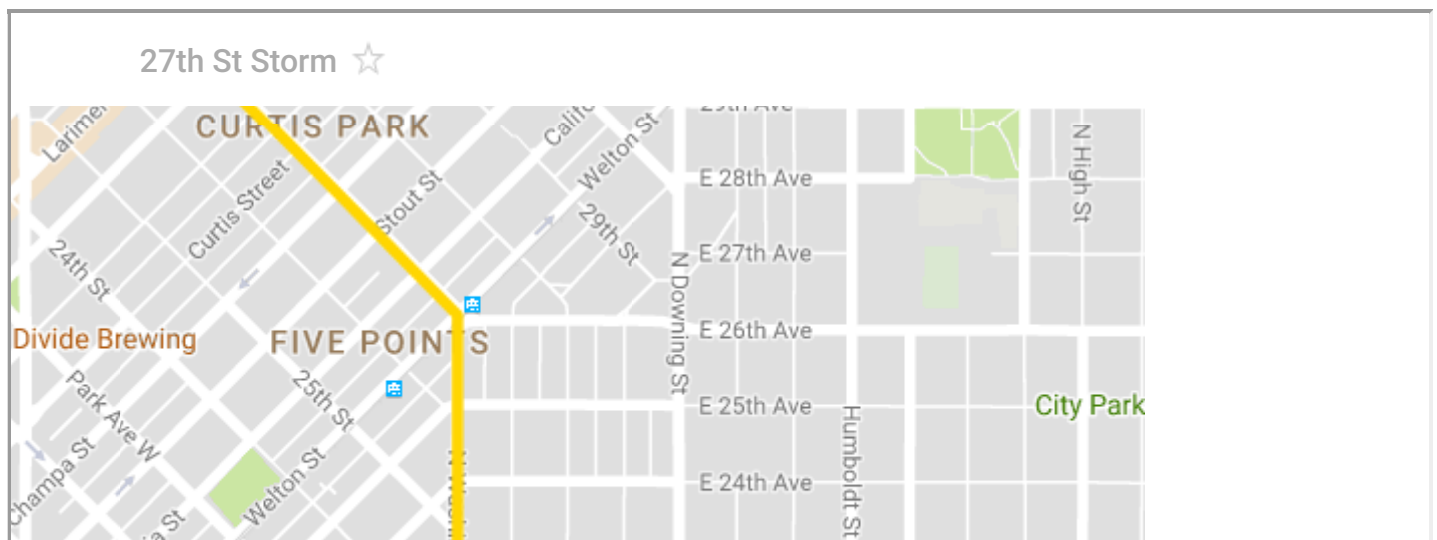 27th St Storm
29th Ave
Larimer
CURTIS PARK
Welton St
N High St
E 28th Ave
Curtis Street
Stout St
29th St
24th St
E 27th Ave
N Downing St
E 26th Ave
Divide Brewing
FIVE POINTS
25th St
Park Ave W
E 25th Ave
City Park
Humboldt St
Champa St
Welton St
E 24th Ave